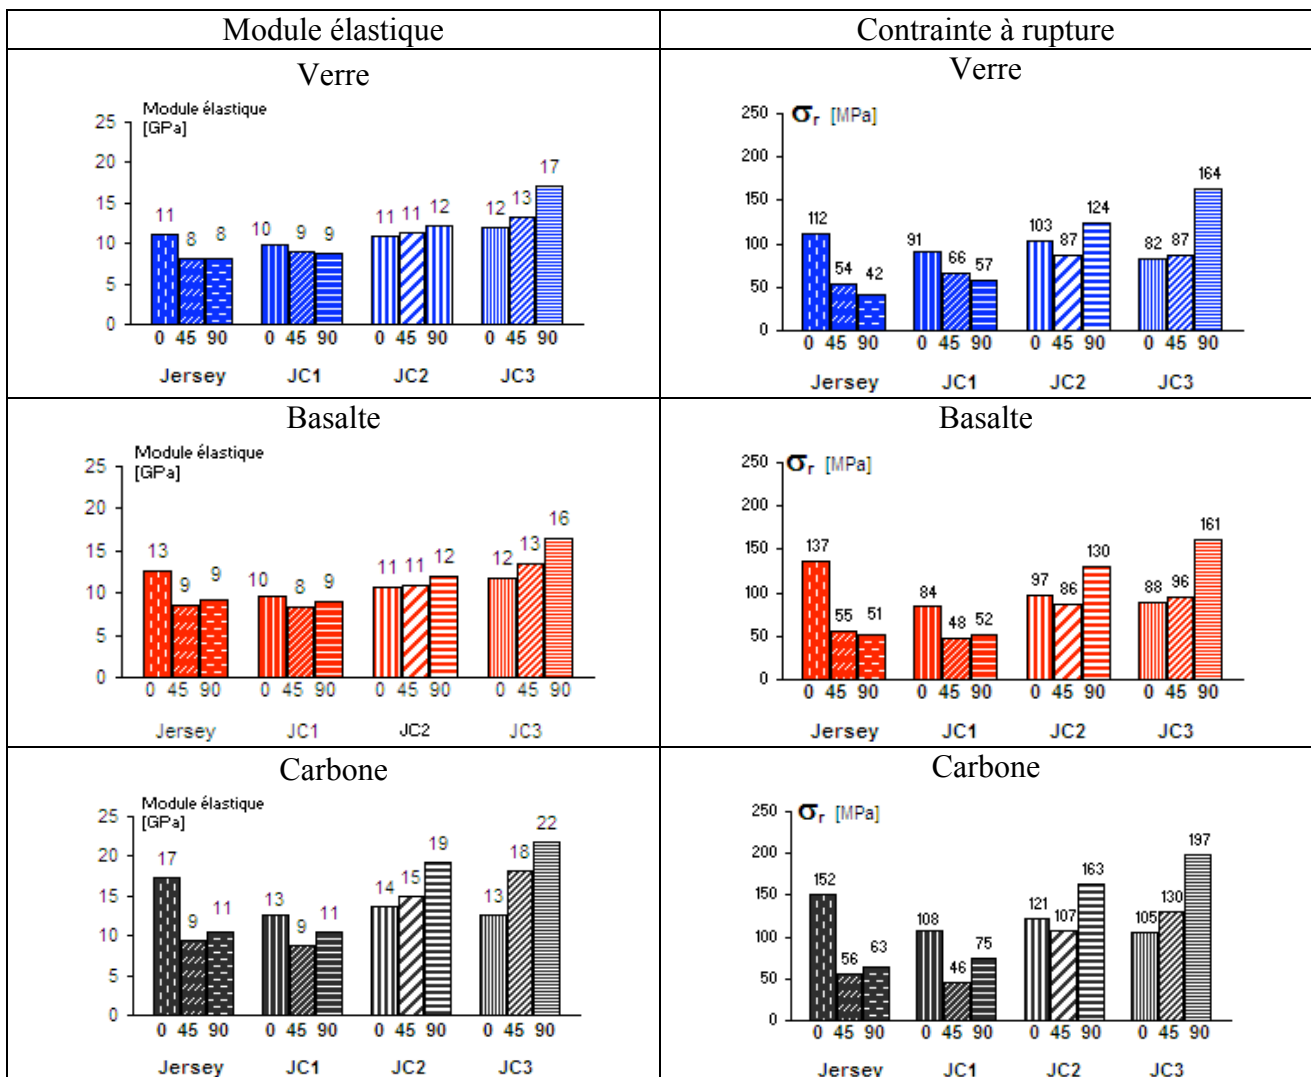 Module élastique
Contrainte à rupture
Verre
Module élastique
[GPa]
25
20
15
10
5
0
11
8
8
10
9
9
11
11
12
12
13
17
0 45 90
0 45 90
0 45 90
0 45 90
Jersey
JC1
JC2
JC3
Verre
σr [MPa]
250
200
150
100
50
0
112
54
42
91
66
57
103
87
124
82
87
164
0 45 90
0 45 90
0 45 90
0 45 90
Jersey
JC1
JC2
JC3
Basalte
Module élastique
[GPa]
25
20
15
10
5
0
13
9
9
10
8
9
11
11
12
12
13
16
0 45 90
0 45 90
0 45 90
0 45 90
Jersey
JC1
JC2
JC3
Basalte
σr [MPa]
250
200
150
100
50
0
137
55
51
84
48
52
97
86
130
88
96
161
0 45 90
0 45 90
0 45 90
0 45 90
Jersey
JC1
JC2
JC3
Carbone
Module élastique
[GPa]
25
20
15
10
5
0
17
9
11
13
9
11
14
15
19
13
18
22
0 45 90
0 45 90
0 45 90
0 45 90
Jersey
JC1
JC2
JC3
Carbone
σr [MPa]
250
200
150
100
50
0
152
56
63
108
46
75
121
107
163
105
130
197
0 45 90
0 45 90
0 45 90
0 45 90
Jersey
JC1
JC2
JC3